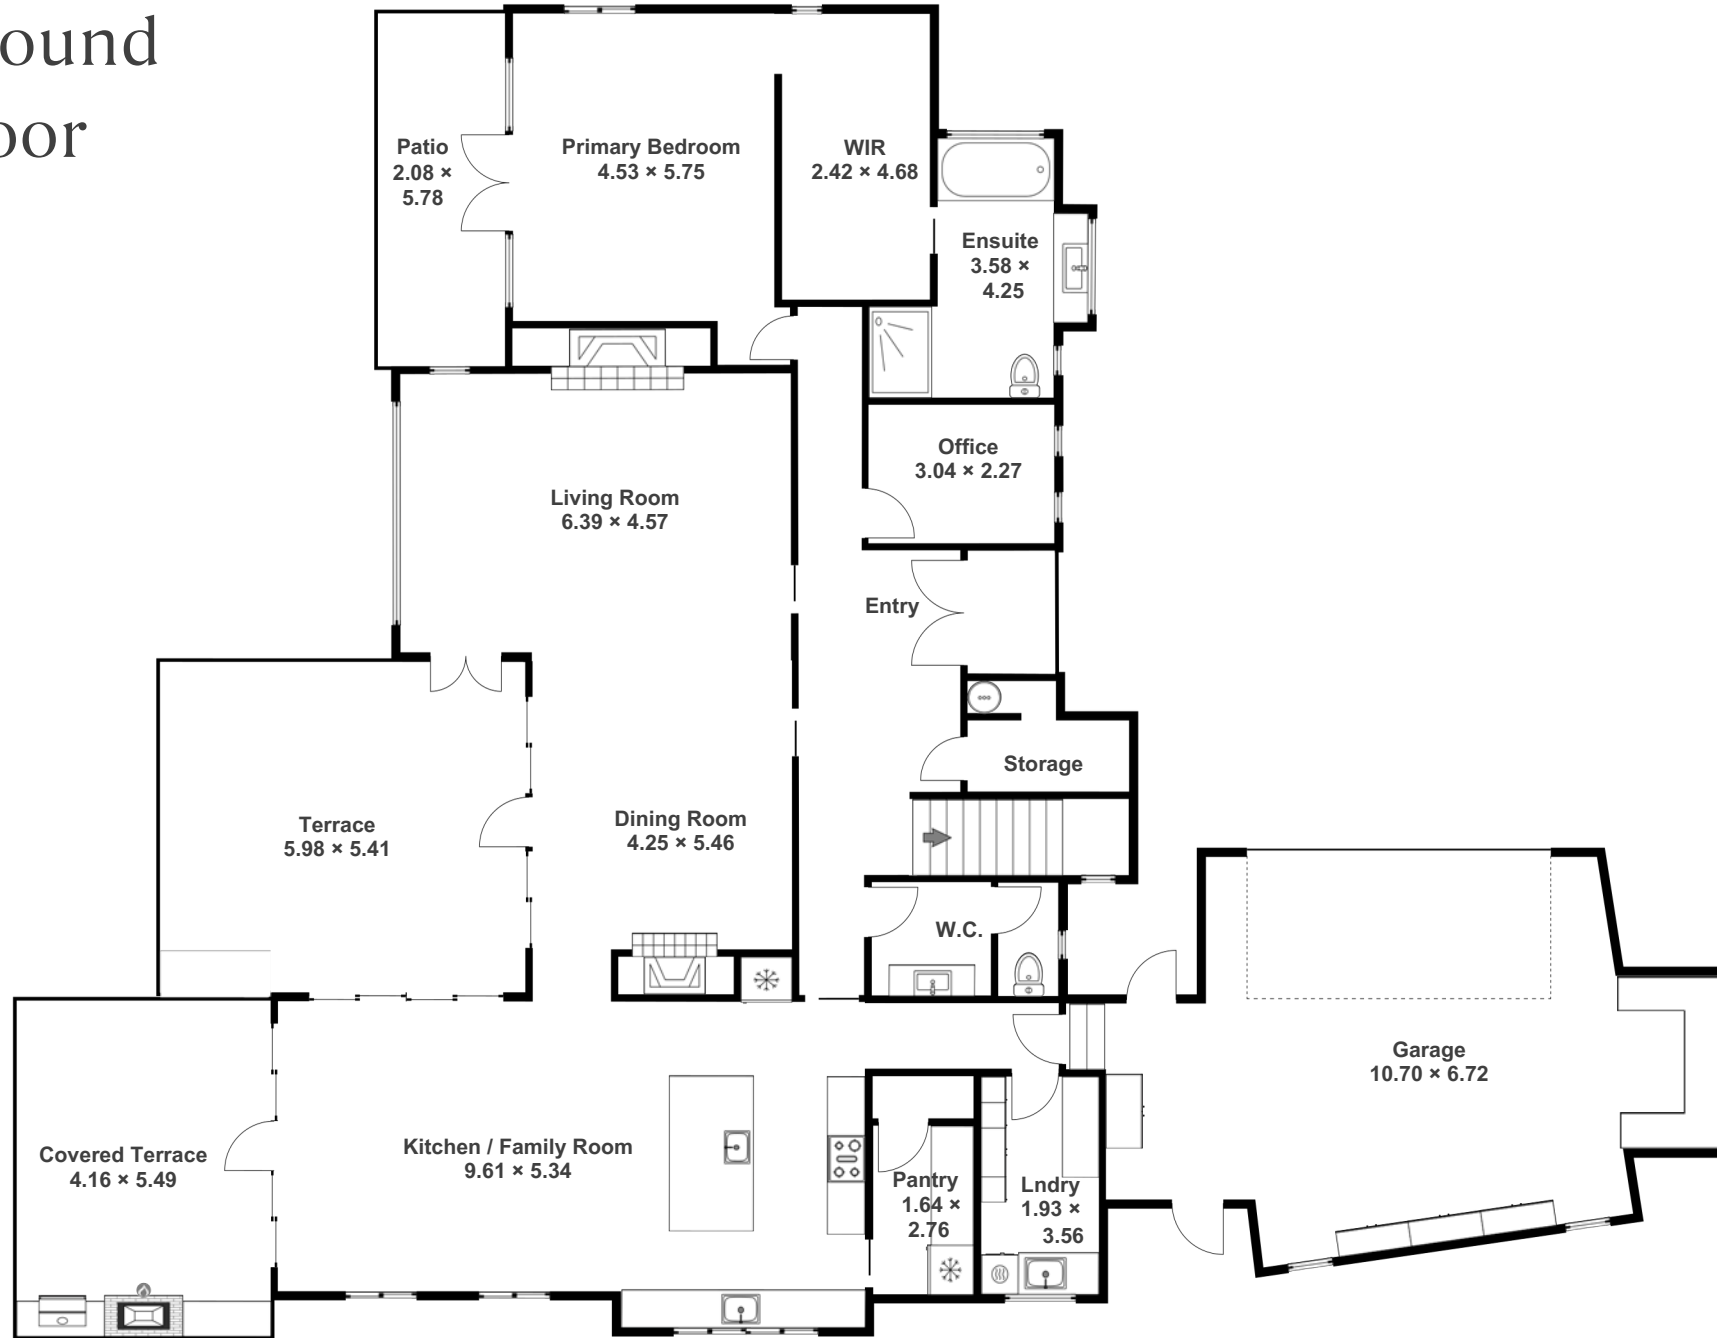 ound
oor
Patio
2.08 ×
5.78
Primary Bedroom
4.53 × 5.75
WIR
2.42 × 4.68
Ensuite
3.58 ×
4.25
Office
3.04 × 2.27
Living Room
6.39 × 4.57
Entry
Storage
Terrace
5.98 × 5.41
Dining Room
4.25 × 5.46
W.C.
Garage
10.70 × 6.72
Covered Terrace
4.16 × 5.49
Kitchen / Family Room
9.61 × 5.34
Pantry
1.64 ×
2.76
Lndry
1.93 ×
3.56